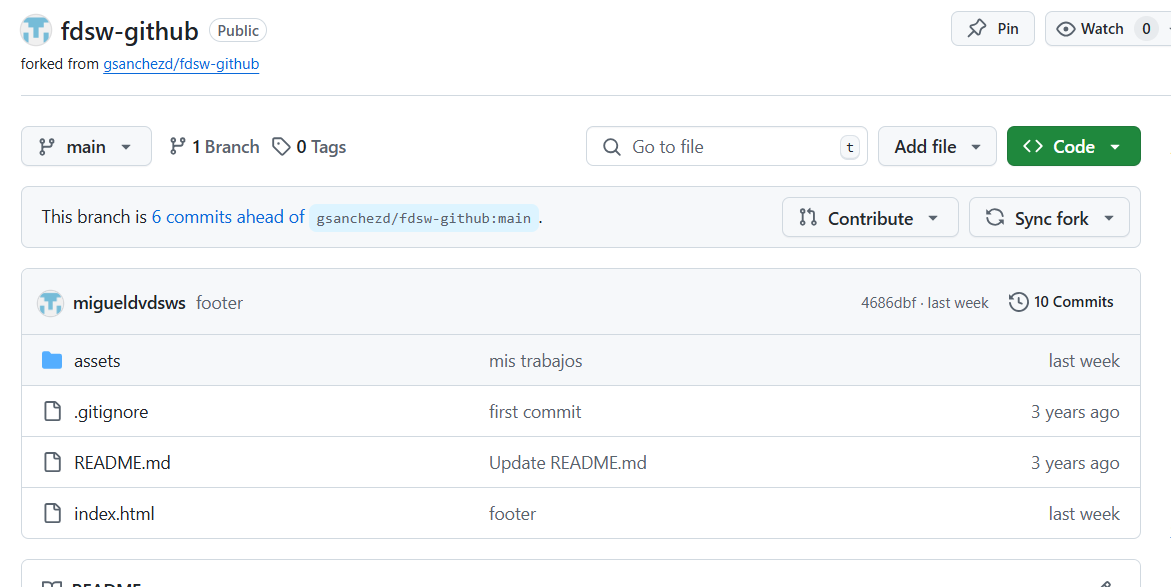 fdsw-github Public Pin Watch 0
forked from gsanchezd/fdsw-github
main 1 Branch 0 Tags Go to file t Add file Code
This branch is 6 commits ahead of gsanchezd/fdsw-github:main . Contribute Sync fork
migueldvdsws footer 4686dbf · last week 10 Commits
assets mis trabajos last week
.gitignore first commit 3 years ago
README.md Update README.md 3 years ago
index.html footer last week
README